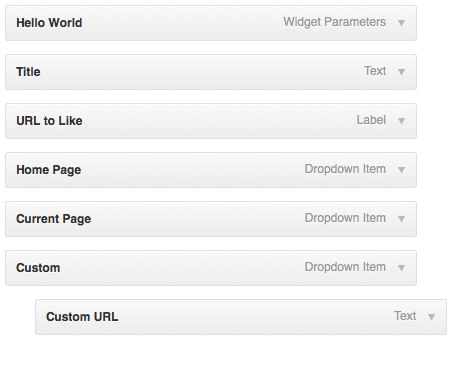 Hello World Widget Parameters
Title Text
URL to Like Label
Home Page Dropdown Item
Current Page Dropdown Item
Custom Dropdown Item
Custom URL Text